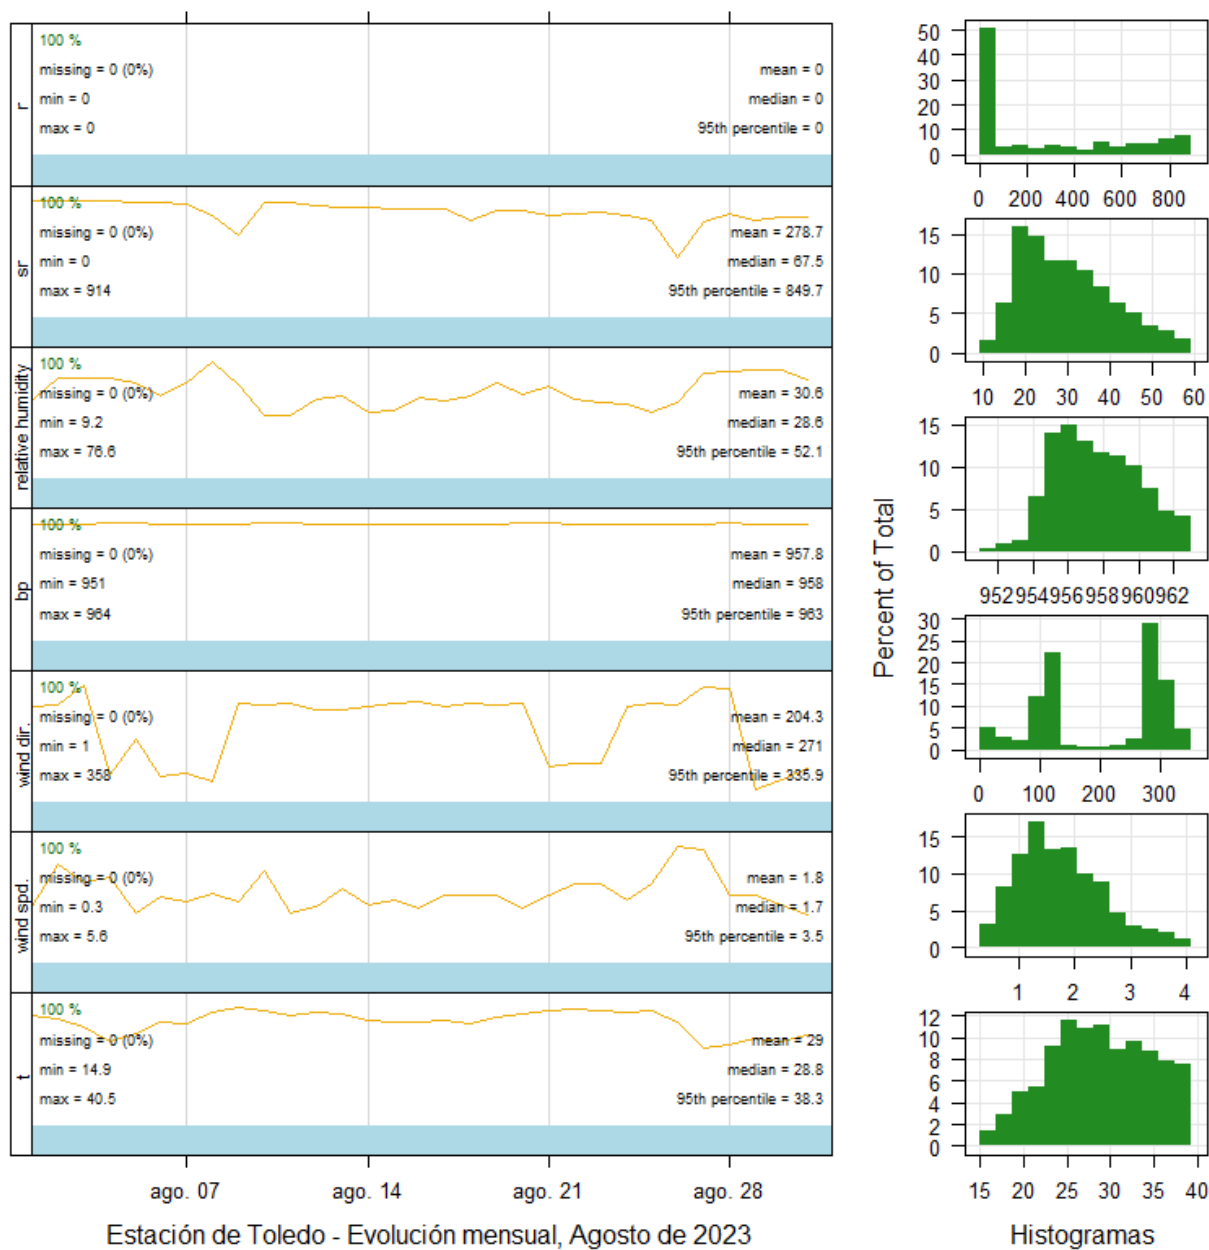 r
100 %
missing = 0 (0%)
min = 0
max = 0
mean = 0
median = 0
95th percentile = 0
sr
100 %
missing = 0 (0%)
min = 0
max = 914
mean = 278.7
median = 67.5
95th percentile = 849.7
relative humidity
100 %
missing = 0 (0%)
min = 9.2
max = 76.6
mean = 30.6
median = 28.6
95th percentile = 52.1
bp
100 %
missing = 0 (0%)
min = 951
max = 964
mean = 957.8
median = 958
95th percentile = 963
wind dir.
100 %
missing = 0 (0%)
min = 1
max = 358
mean = 204.3
median = 271
95th percentile = 335.9
wind spd.
100 %
missing = 0 (0%)
min = 0.3
max = 5.6
mean = 1.8
median = 1.7
95th percentile = 3.5
t
100 %
missing = 0 (0%)
min = 14.9
max = 40.5
mean = 29
median = 28.8
95th percentile = 38.3
ago. 07 ago. 14 ago. 21 ago. 28
Estación de Toledo - Evolución mensual, Agosto de 2023
Percent of Total
50
40
30
20
10
0
0 200 400 600 800
15
10
5
0
10 20 30 40 50 60
15
10
5
0
952 954 956 958 960 962
30
25
20
15
10
5
0
0 100 200 300
15
10
5
0
1 2 3 4
12
10
8
6
4
2
0
15 20 25 30 35 40
Histogramas